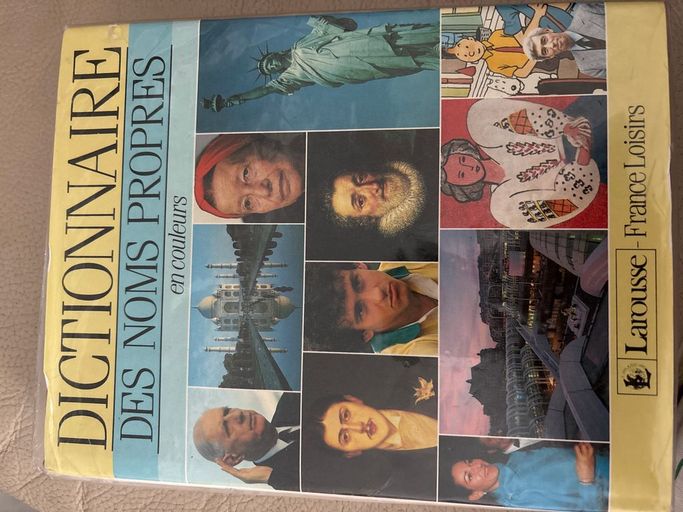 DICTIONNAIRE
DES NOMS PROPRES
en couleurs
Larousse - France Loisirs